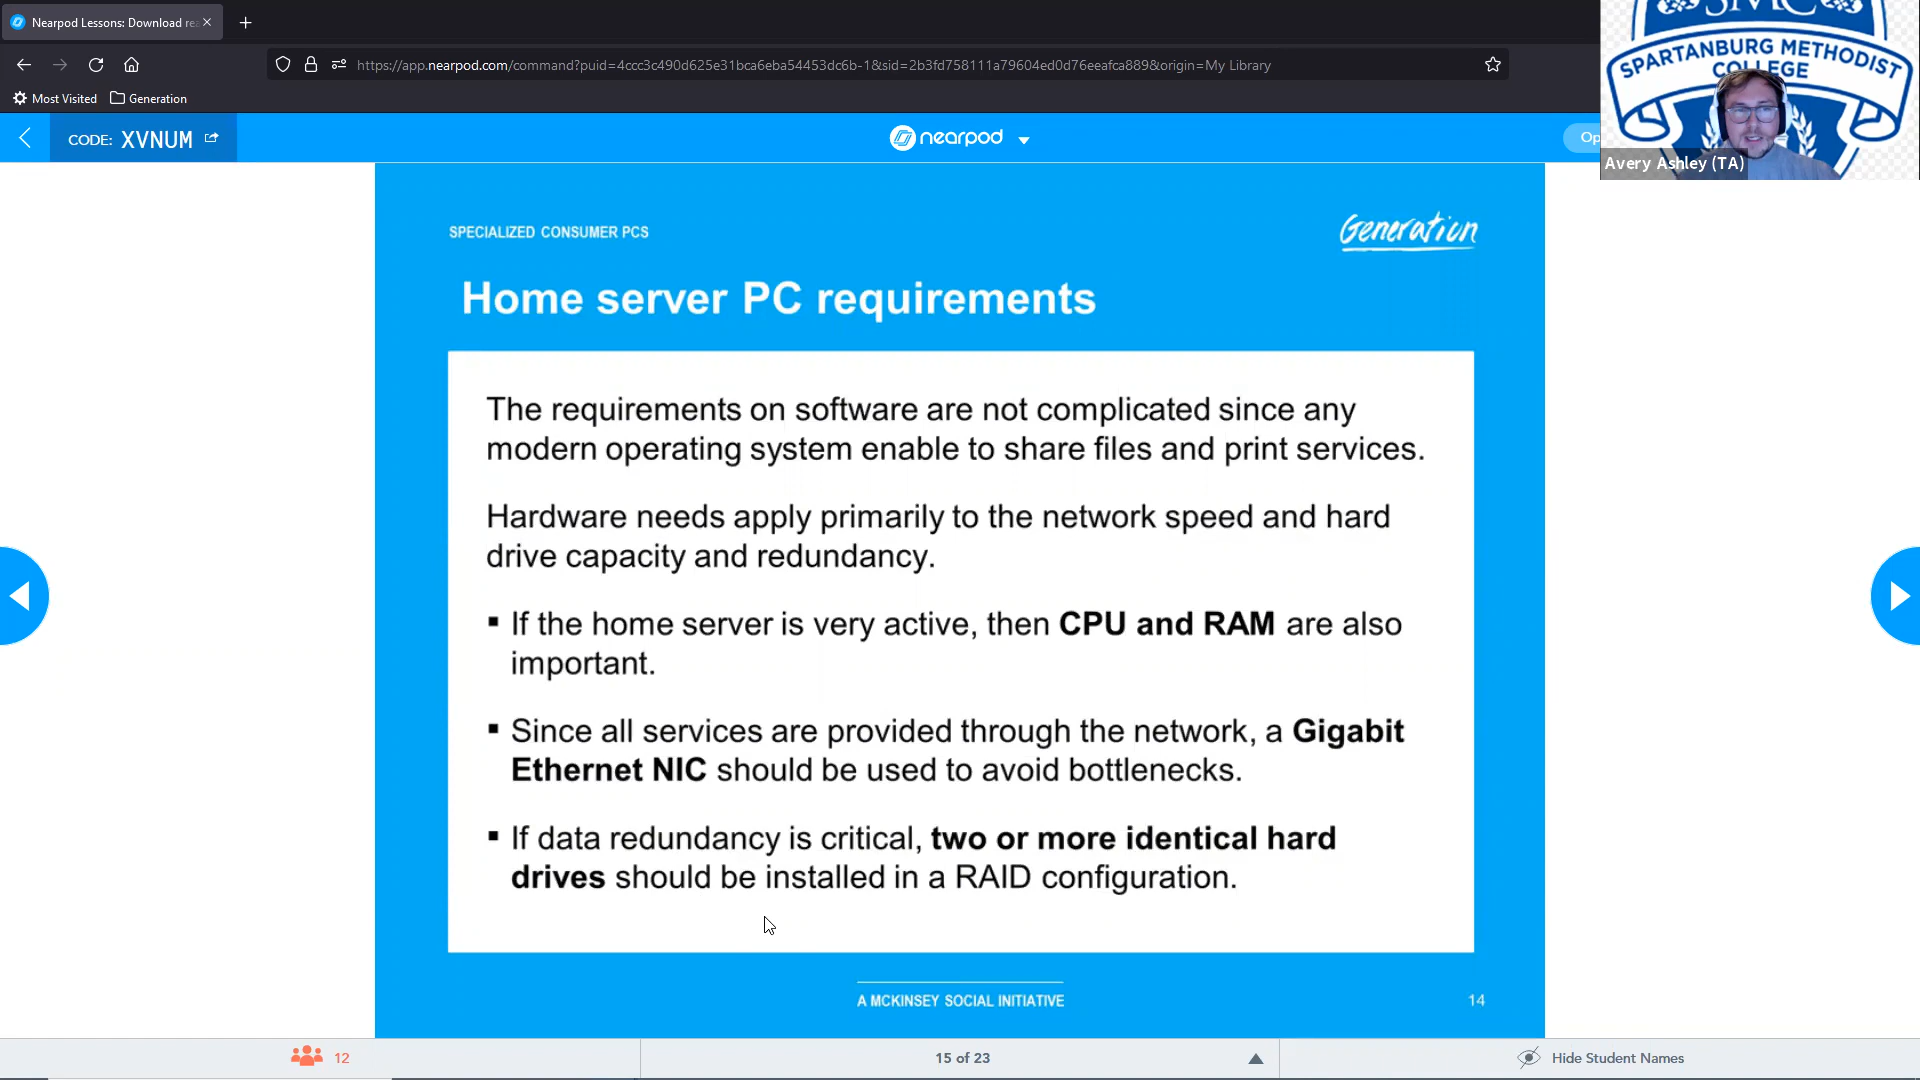 Nearpod Lessons: Download rea
https://app.nearpod.com/command?puid=4ccc3c490d625e31bca6eba54453dc6b-1&sid=2b3fd758111a79604ed0d76eeafca889&origin=My Library
Most Visited
Generation
CODE: XVNUM
nearpod
Op
SMC
SPARTANBURG METHODIST
COLLEGE
Avery Ashley (TA)
SPECIALIZED CONSUMER PCS
Generation
Home server PC requirements
The requirements on software are not complicated since any
modern operating system enable to share files and print services.
Hardware needs apply primarily to the network speed and hard
drive capacity and redundancy.
▪ If the home server is very active, then CPU and RAM are also
important.
▪ Since all services are provided through the network, a Gigabit
Ethernet NIC should be used to avoid bottlenecks.
▪ If data redundancy is critical, two or more identical hard
drives should be installed in a RAID configuration.
A MCKINSEY SOCIAL INITIATIVE
14
12
15 of 23
Hide Student Names